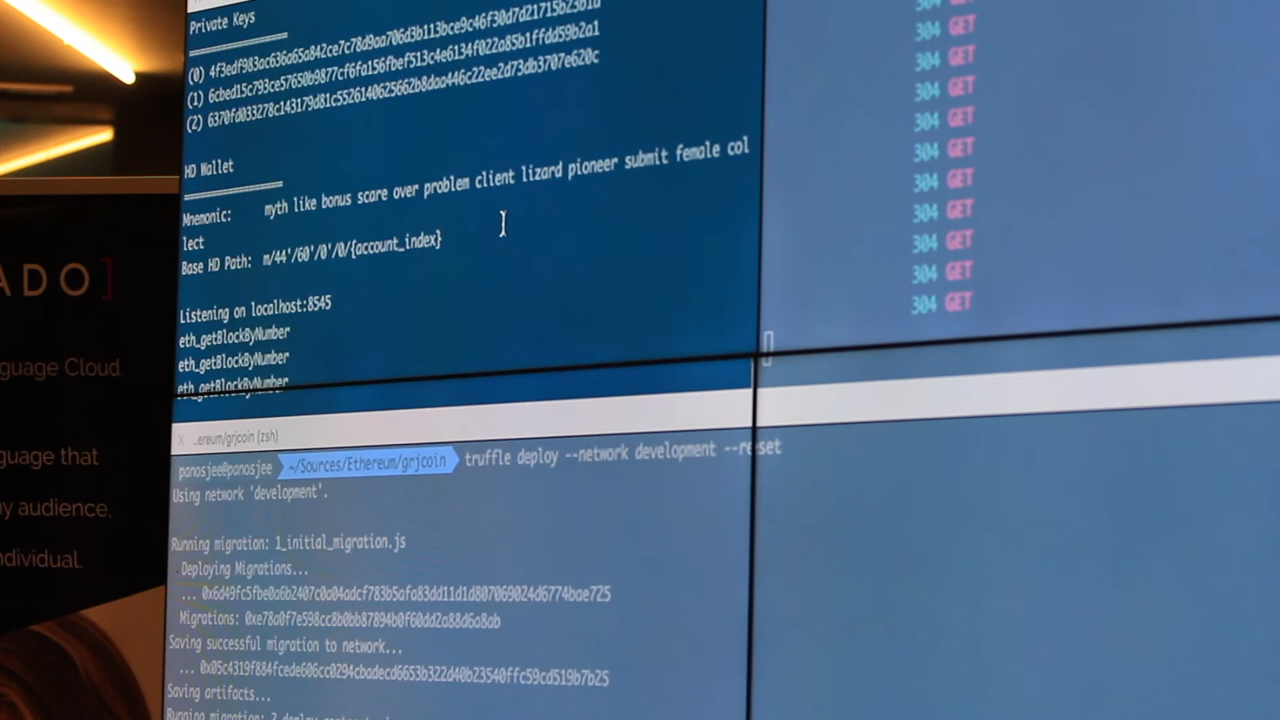 Private Keys
(0) 4f3edf983ac636a65a842ce7c78d9aa706d3b113bce9c46f30d7d21715b23b1d
(1) 6cbed15c793ce57650b9877cf6fa156fbef513c4e6134f022a85b1ffdd59b2a1
(2) 6370fd033278c143179d81c5526140625662b8daa446c22ee2d73db3707e620c
HD Wallet
Mnemonic: myth like bonus scare over problem client lizard pioneer submit female col
lect
Base HD Path: m/44'/60'/0'/0/{account_index}
Listening on localhost:8545
eth_getBlockByNumber
eth_getBlockByNumber
eth_getBlockByNumber
304 GET
304 GET
304 GET
304 GET
304 GET
304 GET
304 GET
304 GET
304 GET
304 GET
304 GET
ADO]
guage Cloud.
guage that
y audience,
ndividual.
X ..ereum/grjcoin (zsh)
panosjee@panosjee ~/Sources/Ethereum/grjcoin truffle deploy --network development --reset
Using network 'development'.
Running migration: 1_initial_migration.js
Deploying Migrations...
... 0x6d49fc5fbe0a6b2407c0a04adcf783b5afa83dd11d1d807069024d6774bae725
Migrations: 0xe78a0f7e598cc8b0bb87894b0f60dd2a88d6a8ab
Saving successful migration to network...
... 0x05c4319f884fcede606cc0294cbadecd6653b322d40b23540ffc59cd519b7b25
Saving artifacts...
Running migration: